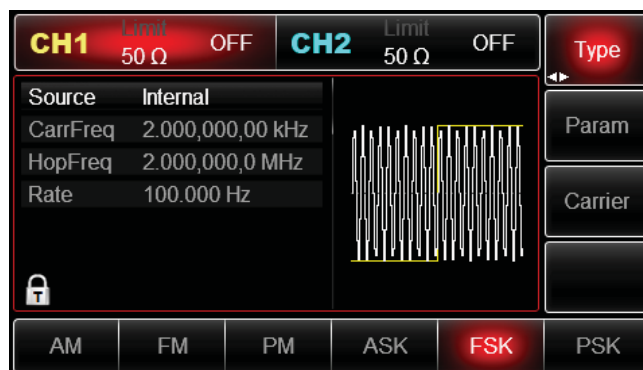 CH1 Limit 50 Ω OFF CH2 Limit 50 Ω OFF Type
Source Internal
CarrFreq 2.000,000,00 kHz
HopFreq 2.000,000,0 MHz
Rate 100.000 Hz
T
Param
Carrier
AM FM PM ASK FSK PSK